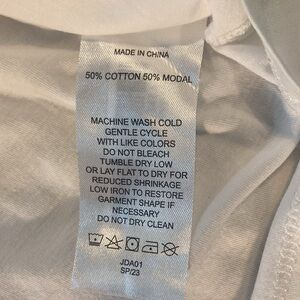 MADE IN CHINA
50% COTTON 50% MODAL
MACHINE WASH COLD
GENTLE CYCLE
WITH LIKE COLORS
DO NOT BLEACH
TUMBLE DRY LOW
OR LAY FLAT TO DRY FOR
REDUCED SHRINKAGE
LOW IRON TO RESTORE
GARMENT SHAPE IF
NECESSARY
DO NOT DRY CLEAN
JDA01
SP/23